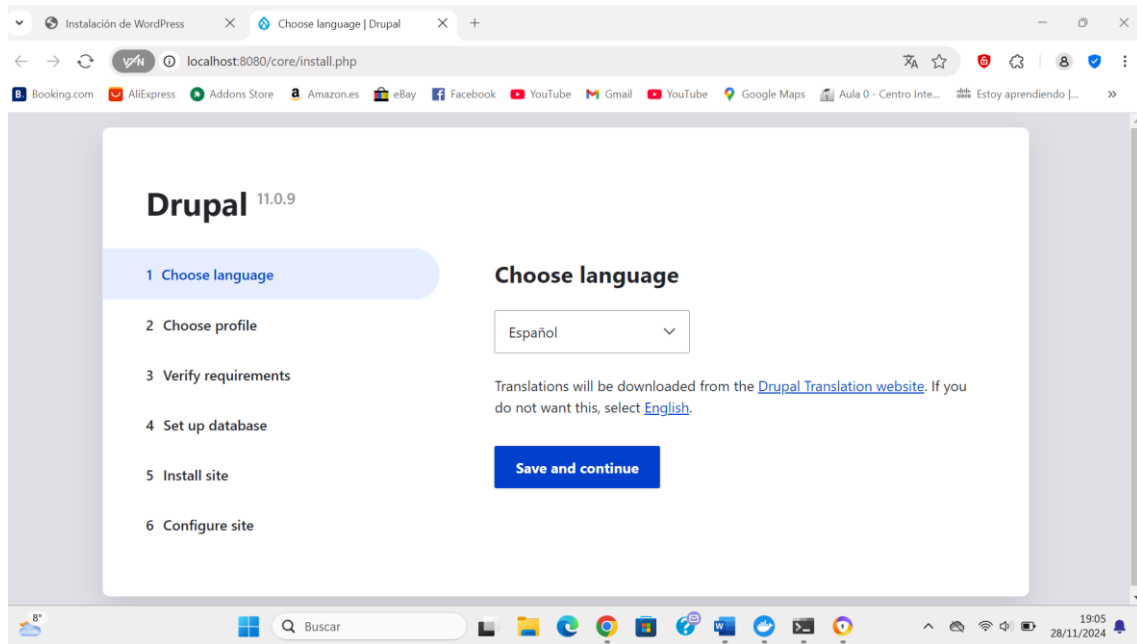 Instalación de WordPress
Choose language | Drupal
VPN
localhost:8080/core/install.php
B. Booking.com
AliExpress
Addons Store
a Amazon.es
eBay
Facebook
YouTube
Gmail
YouTube
Google Maps
Aula 0 - Centro Inte...
Estoy aprendiendo |...
Drupal 11.0.9
1 Choose language
2 Choose profile
3 Verify requirements
4 Set up database
5 Install site
6 Configure site
Choose language
Español
Translations will be downloaded from the Drupal Translation website. If you
do not want this, select English.
Save and continue
8°
Buscar
19:05
28/11/2024